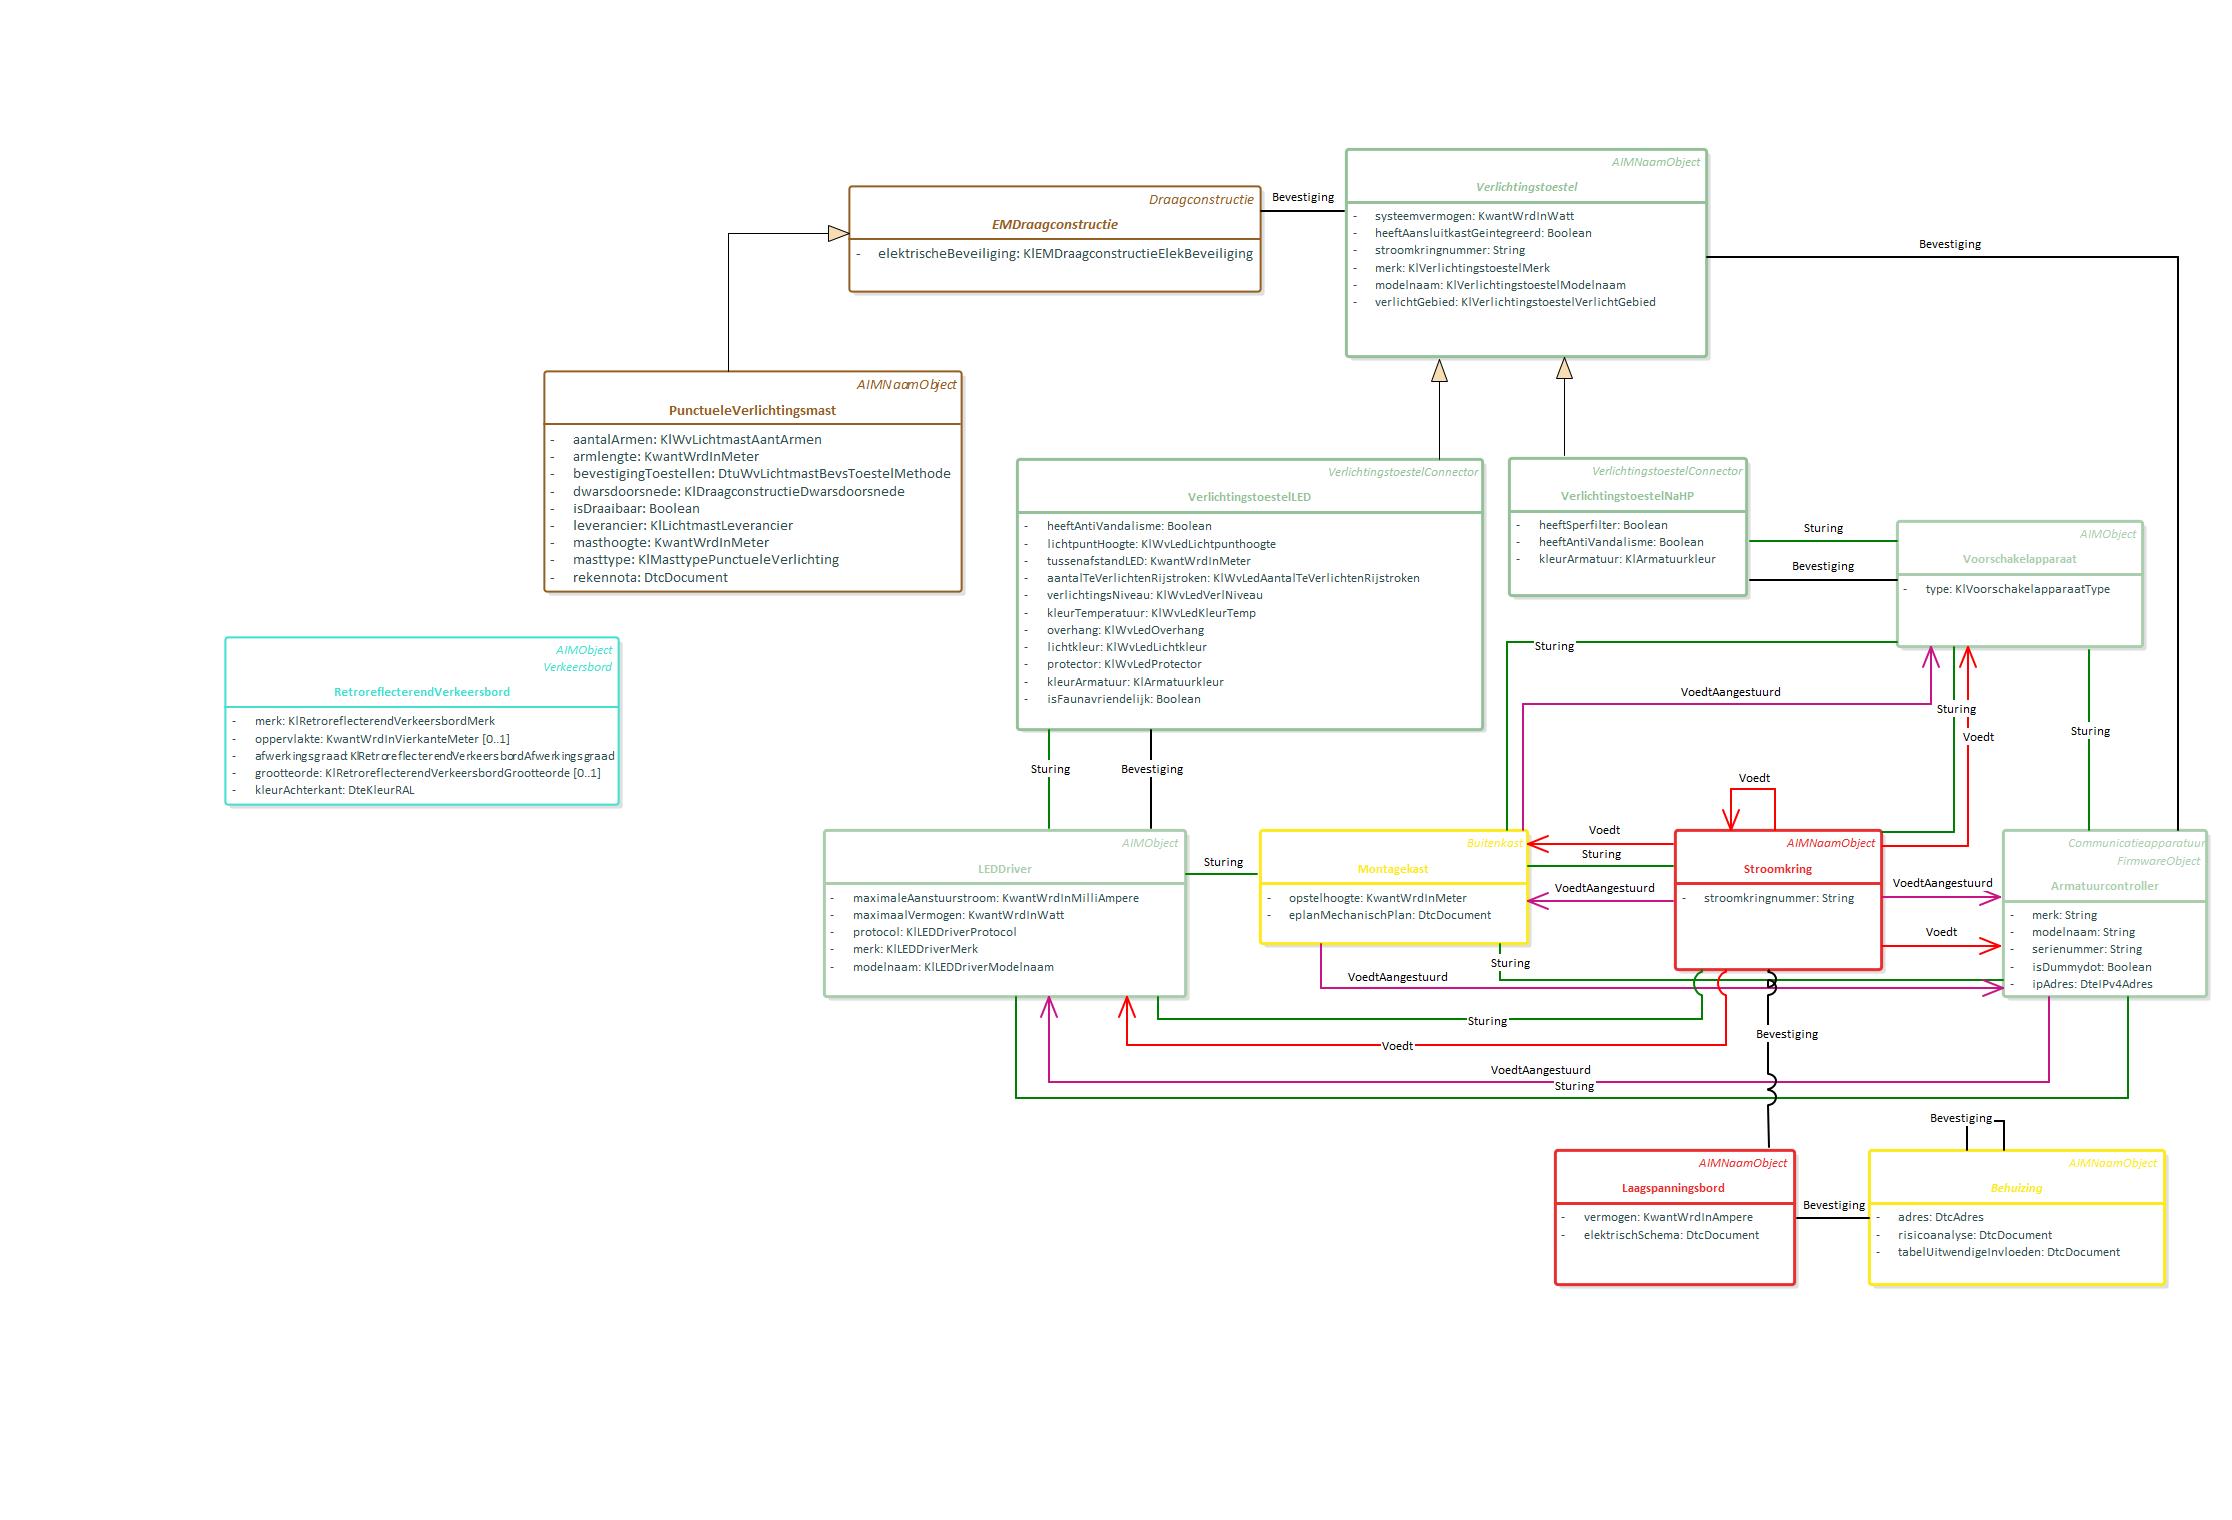 AIMNaamObject
Verlichtingstoestel
- systeemvermogen: KwantWrdInWatt
- heeftAansluitkastGeintegreerd: Boolean
- stroomkringnummer: String
- merk: KlVerlichtingstoestelMerk
- modelnaam: KlVerlichtingstoestelModelnaam
- verlichtGebied: KlVerlichtingstoestelVerlichtGebied
Draagconstructie
EMDraagconstructie
- elektrischeBeveiliging: KlEMDraagconstructieElekBeveiliging
Bevestiging
Bevestiging
AIMNaamObject
PunctueleVerlichtingsmast
- aantalArmen: KlWvLichtmastAantArmen
- armlengte: KwantWrdInMeter
- bevestigingToestellen: DtuWvLichtmastBevsToestelMethode
- dwarsdoorsnede: KlDraagconstructieDwarsdoorsnede
- isDraaibaar: Boolean
- leverancier: KlLichtmastLeverancier
- masthoogte: KwantWrdInMeter
- masttype: KlMasttypePunctueleVerlichting
- rekennota: DtcDocument
VerlichtingstoestelConnector
VerlichtingstoestelLED
- heeftAntiVandalisme: Boolean
- lichtpuntHoogte: KlWvLedLichtpunthoogte
- tussenafstandLED: KwantWrdInMeter
- aantalTeVerlichtenRijstroken: KlWvLedAantalTeVerlichtenRijstroken
- verlichtingsNiveau: KlWvLedVerlNiveau
- kleurTemperatuur: KlWvLedKleurTemp
- overhang: KlWvLedOverhang
- lichtkleur: KlWvLedLichtkleur
- protector: KlWvLedProtector
- kleurArmatuur: KlArmatuurkleur
- isFaunavriendelijk: Boolean
VerlichtingstoestelConnector
VerlichtingstoestelNaHP
- heeftSperfilter: Boolean
- heeftAntiVandalisme: Boolean
- kleurArmatuur: KlArmatuurkleur
Sturing
Bevestiging
AIMObject
Voorschakelapparaat
- type: KlVoorschakelapparaatType
AIMObject
Verkeersbord
RetroreflecterendVerkeersbord
- merk: KlRetroreflecterendVerkeersbordMerk
- oppervlakte: KwantWrdInVierkanteMeter [0..1]
- afwerkingsgraad: KlRetroreflecterendVerkeersbordAfwerkingsgraad
- grootteorde: KlRetroreflecterendVerkeersbordGrootteorde [0..1]
- kleurAchterkant: DteKleurRAL
Sturing
VoedtAangestuurd
Sturing
Voedt
Sturing
Sturing
Bevestiging
Voedt
AIMObject
LEDDriver
- maximaleAanstuurstroom: KwantWrdInMilliAmpere
- maximaalVermogen: KwantWrdInWatt
- protocol: KlLEDDriverProtocol
- merk: KlLEDDriverMerk
- modelnaam: KlLEDDriverModelnaam
Sturing
Buitenkast
Montagekast
- opstelhoogte: KwantWrdInMeter
- eplanMechanischPlan: DtcDocument
Voedt
Sturing
VoedtAangestuurd
AIMNaamObject
Stroomkring
- stroomkringnummer: String
VoedtAangestuurd
Voedt
Communicatieapparatuur
FirmwareObject
Armatuurcontroller
- merk: String
- modelnaam: String
- serienummer: String
- isDummydot: Boolean
- ipAdres: DteIPv4Adres
Sturing
VoedtAangestuurd
Sturing
Voedt
Bevestiging
VoedtAangestuurd
Sturing
Bevestiging
AIMNaamObject
Laagspanningsbord
- vermogen: KwantWrdInAmpere
- elektrischSchema: DtcDocument
Bevestiging
AIMNaamObject
Behuizing
- adres: DtcAdres
- risicoanalyse: DtcDocument
- tabelUitwendigeInvloeden: DtcDocument